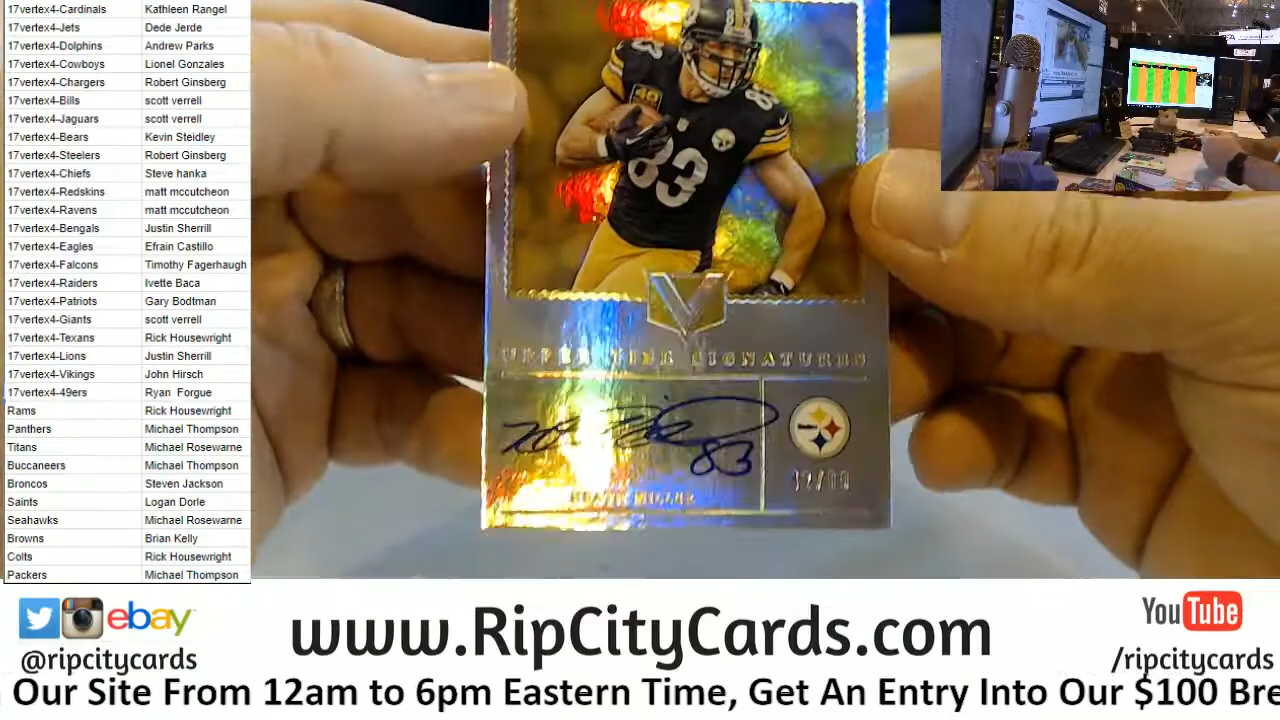 17vertex4-Cardinals Kathleen Rangel
17vertex4-Jets Dede Jerde
17vertex4-Dolphins Andrew Parks
17vertex4-Cowboys Lionel Gonzales
17vertex4-Chargers Robert Ginsberg
17vertex4-Bills scott verrell
17vertex4-Jaguars scott verrell
17vertex4-Bears Kevin Steidley
17vertex4-Steelers Robert Ginsberg
17vertex4-Chiefs Steve hanka
17vertex4-Redskins matt mccutcheon
17vertex4-Ravens matt mccutcheon
17vertex4-Bengals Justin Sherrill
17vertex4-Eagles Efrain Castillo
17vertex4-Falcons Timothy Fagerhaugh
17vertex4-Raiders Ivette Baca
17vertex4-Patriots Gary Bodtman
17vertex4-Giants scott verrell
17vertex4-Texans Rick Housewright
17vertex4-Lions Justin Sherrill
17vertex4-Vikings John Hirsch
17vertex4-49ers Ryan Forgue
Rams Rick Housewright
Panthers Michael Thompson
Titans Michael Rosewarne
Buccaneers Michael Thompson
Broncos Steven Jackson
Saints Logan Dorle
Seahawks Michael Rosewarne
Browns Brian Kelly
Colts Rick Housewright
Packers Michael Thompson
83
83
83
V
SIGNATURES
83
HEATH MILLER
ebay
@ripcitycards
www.RipCityCards.com
YouTube
/ripcitycards
Our Site From 12am to 6pm Eastern Time, Get An Entry Into Our $100 Bre